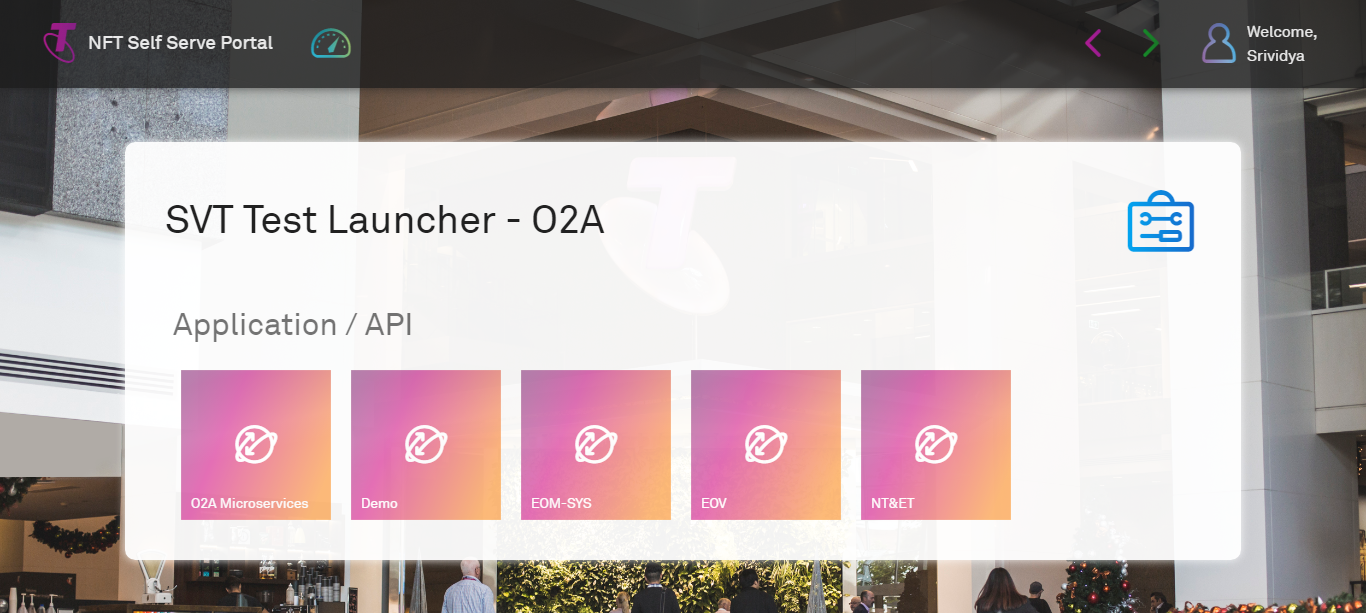 NFT Self Serve Portal
Welcome,
Srividya
SVT Test Launcher - O2A
Application / API
O2A Microservices
Demo
EOM-SYS
EOV
NT&ET